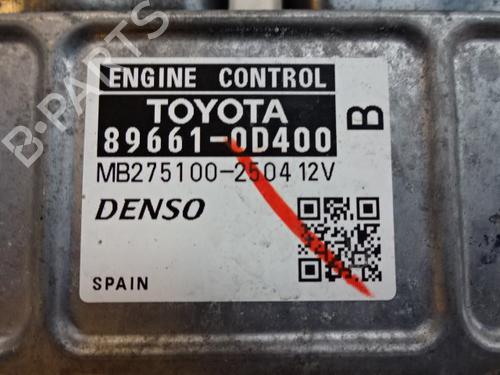 B-PARTS
ENGINE CONTROL
TOYOTA
89661-0D400
B
MB275100-2504 12V
DENSO
SPAIN